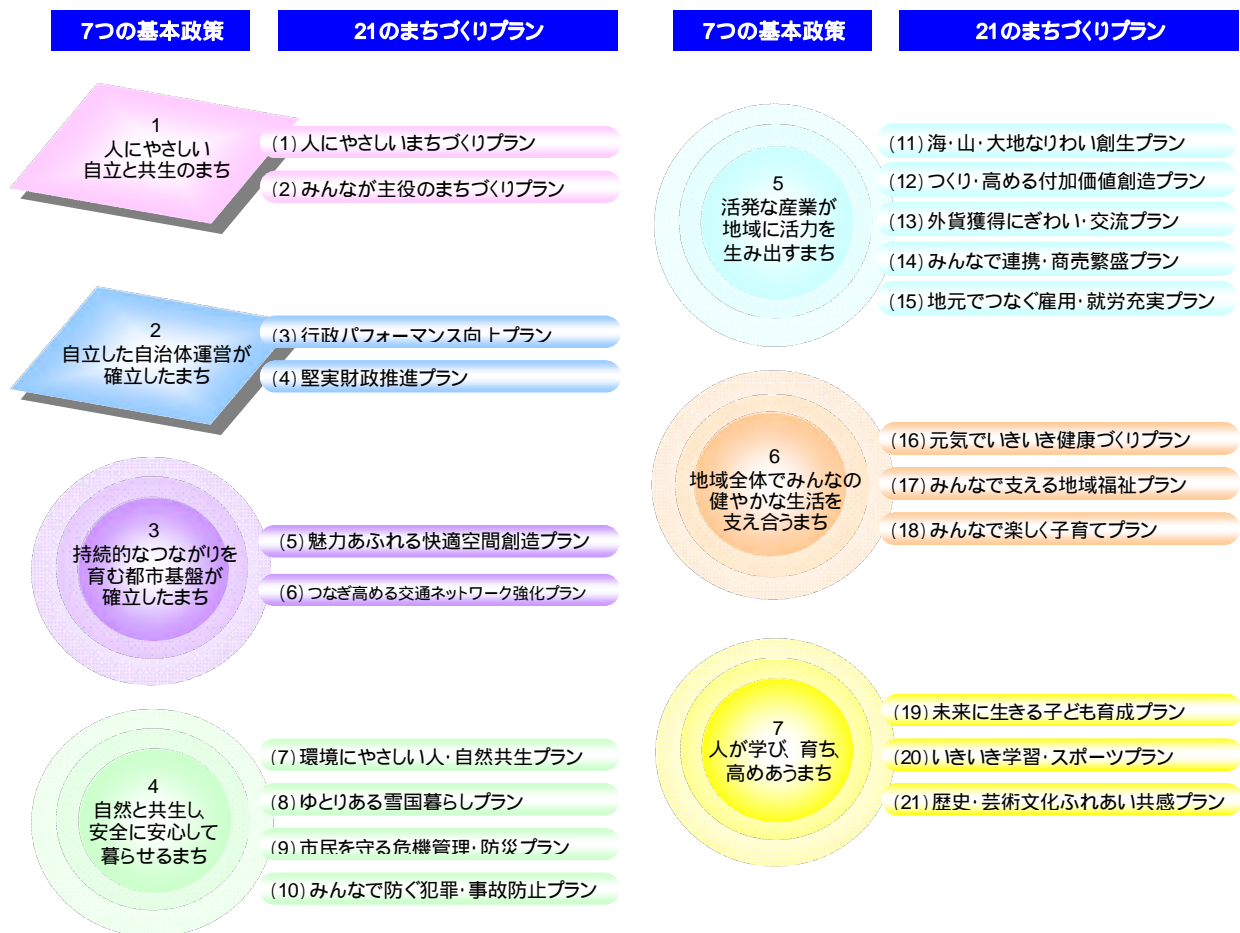 7つの基本政策
21のまちづくりプラン
1
人にやさしい
自立と共生のまち
(1) 人にやさしいまちづくりプラン
(2) みんなが主役のまちづくりプラン
2
自立した自治体運営が
確立したまち
(3) 行政パフォーマンス向上プラン
(4) 堅実財政推進プラン
3
持続的なつながりを
育む都市基盤が
確立したまち
(5) 魅力あふれる快適空間創造プラン
(6) つなぎ高める交通ネットワーク強化プラン
4
自然と共生し、
安全に安心して
暮らせるまち
(7) 環境にやさしい人・自然共生プラン
(8) ゆとりある雪国暮らしプラン
(9) 市民を守る危機管理・防災プラン
(10) みんなで防ぐ犯罪・事故防止プラン
7つの基本政策
21のまちづくりプラン
5
活発な産業が
地域に活力を
生み出すまち
(11) 海・山・大地なりわい創生プラン
(12) つくり・高める付加価値創造プラン
(13) 外貨獲得にぎわい・交流プラン
(14) みんなで連携・商売繁盛プラン
(15) 地元でつなぐ雇用・就労充実プラン
6
地域全体でみんなの
健やかな生活を
支え合うまち
(16) 元気でいきいき健康づくりプラン
(17) みんなで支える地域福祉プラン
(18) みんなで楽しく子育てプラン
7
人が学び、育ち、
高めあうまち
(19) 未来に生きる子ども育成プラン
(20) いきいき学習・スポーツプラン
(21) 歴史・芸術文化ふれあい共感プラン